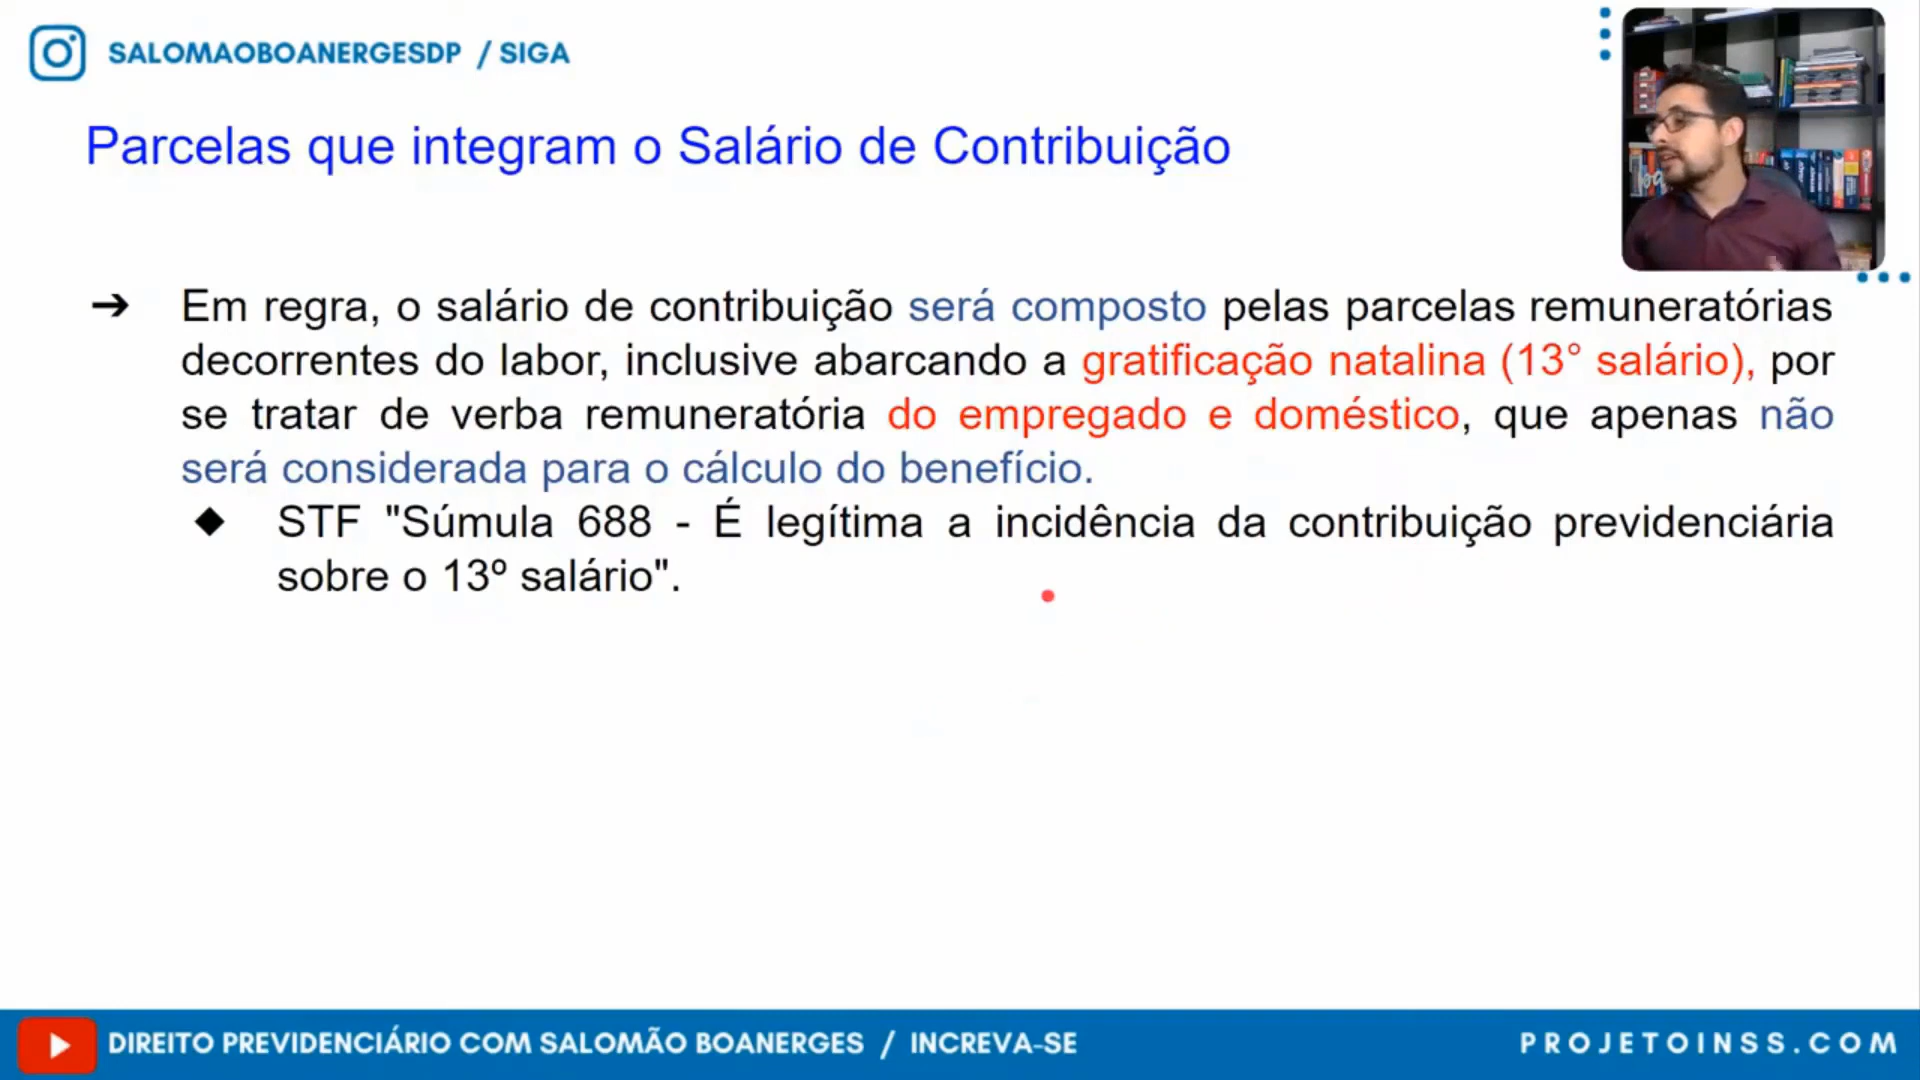 SALOMAOBOANERGESDP / SIGA
Parcelas que integram o Salário de Contribuição
➔ Em regra, o salário de contribuição será composto pelas parcelas remuneratórias
decorrentes do labor, inclusive abarcando a gratificação natalina (13° salário), por
se tratar de verba remuneratória do empregado e doméstico, que apenas não
será considerada para o cálculo do benefício.
◆ STF "Súmula 688 - É legítima a incidência da contribuição previdenciária
sobre o 13º salário".
DIREITO PREVIDENCIÁRIO COM SALOMÃO BOANERGES / INCREVA-SE
PROJETOINSS.COM